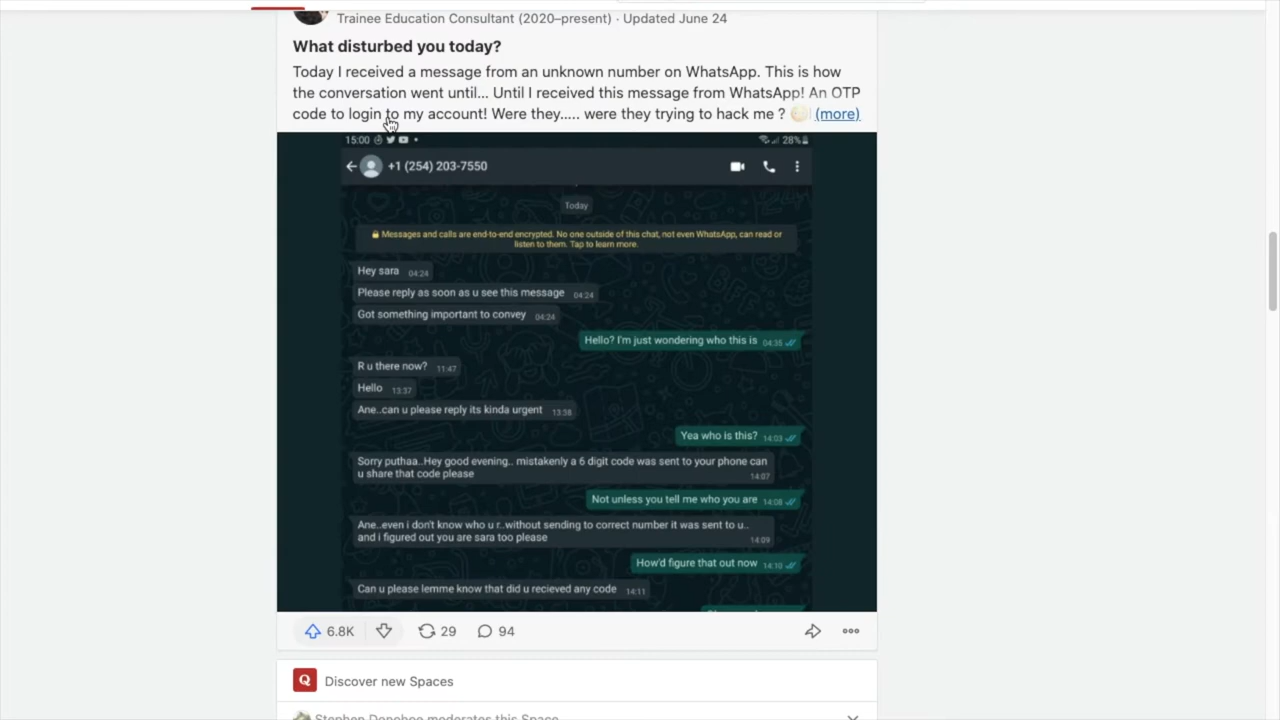 Trainee Education Consultant (2020–present) · Updated June 24
What disturbed you today?
Today I received a message from an unknown number on WhatsApp. This is how
the conversation went until... Until I received this message from WhatsApp! An OTP
code to login to my account! Were they..... were they trying to hack me ? (more)
15:00 28%
+1 (254) 203-7550
Today
Messages and calls are end-to-end encrypted. No one outside of this chat, not even WhatsApp, can read or
listen to them. Tap to learn more.
Hey sara 04:24
Please reply as soon as u see this message 04:24
Got something important to convey 04:24
Hello? I'm just wondering who this is 04:35
R u there now? 11:47
Hello 13:37
Ane..can u please reply its kinda urgent 13:38
Yea who is this? 14:03
Sorry puthaa..Hey good evening.. mistakenly a 6 digit code was sent to your phone can
u share that code please
14:07
Not unless you tell me who you are 14:08
Ane..even i don't know who u r..without sending to correct number it was sent to u..
and i figured out you are sara too please
14:09
How'd figure that out now 14:10
Can u please lemme know that did u recieved any code 14:11
6.8K 29 94
Q Discover new Spaces
Stephen Donohoe moderates this Space